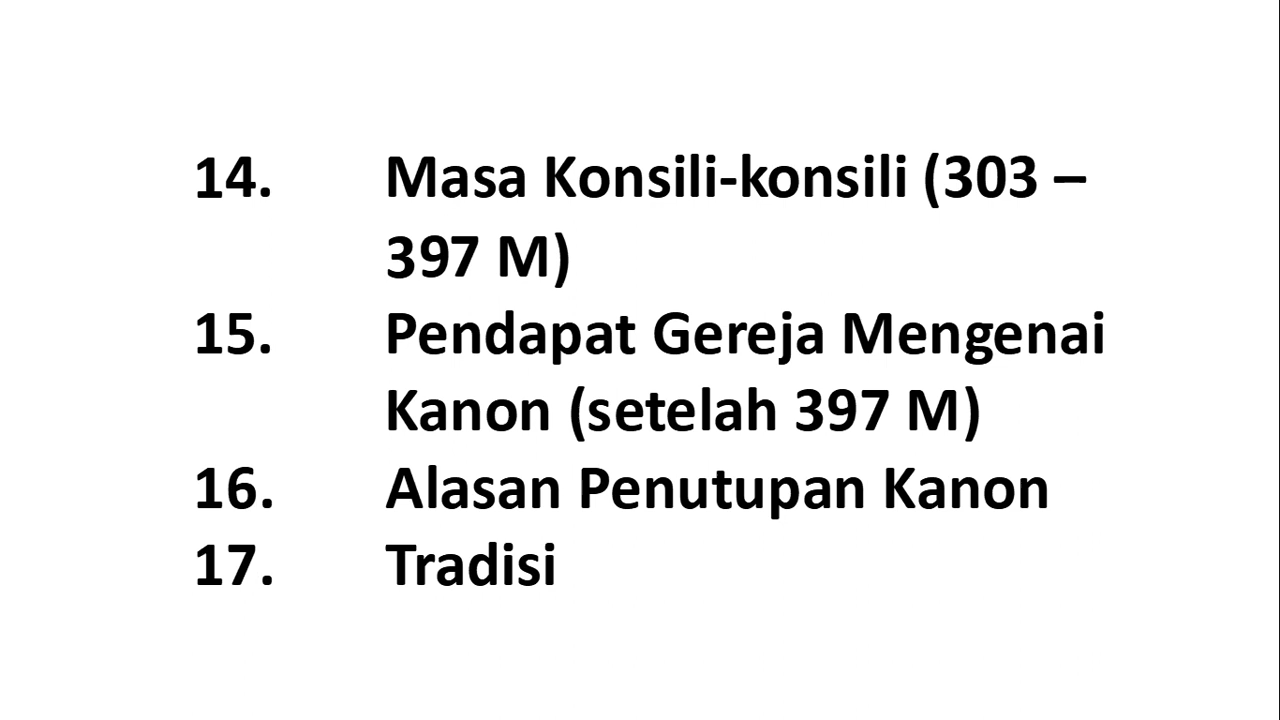 14. Masa Konsili-konsili (303 –
397 M)
15. Pendapat Gereja Mengenai
Kanon (setelah 397 M)
16. Alasan Penutupan Kanon
17. Tradisi